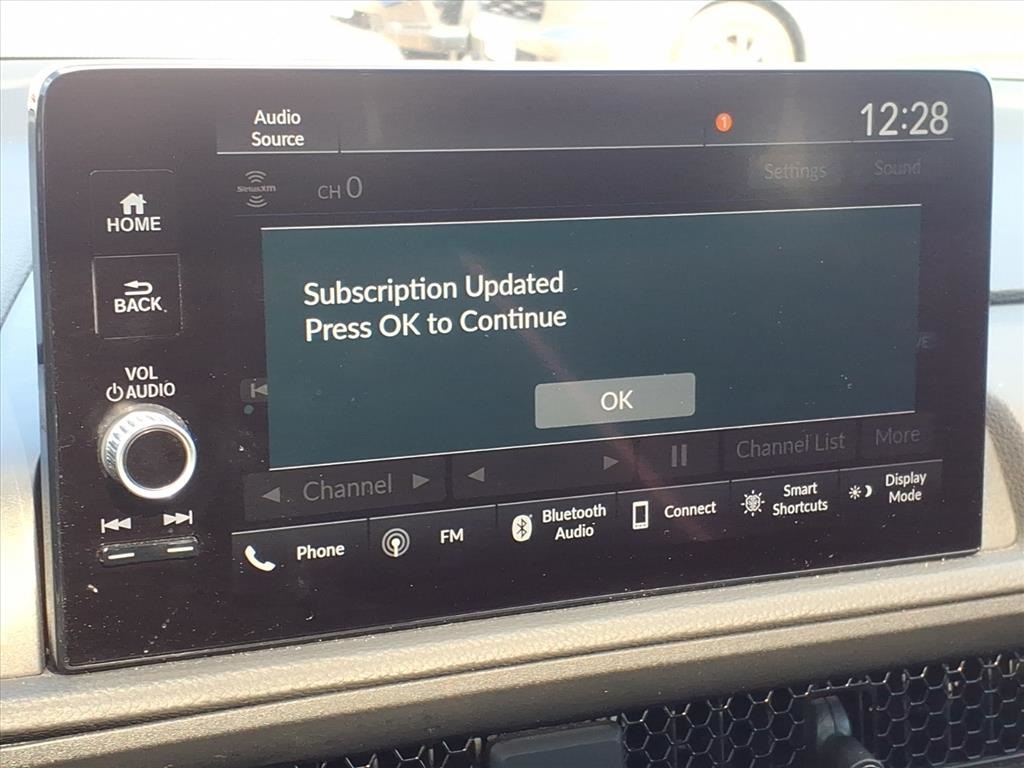 Audio
Source
1
12:28
HOME
siriusxm
CH 0
Settings
Sound
BACK
Subscription Updated
Press OK to Continue
VOL
AUDIO
OK
Channel
Channel List
More
Phone
FM
Bluetooth
Audio
Connect
Smart
Shortcuts
Display
Mode